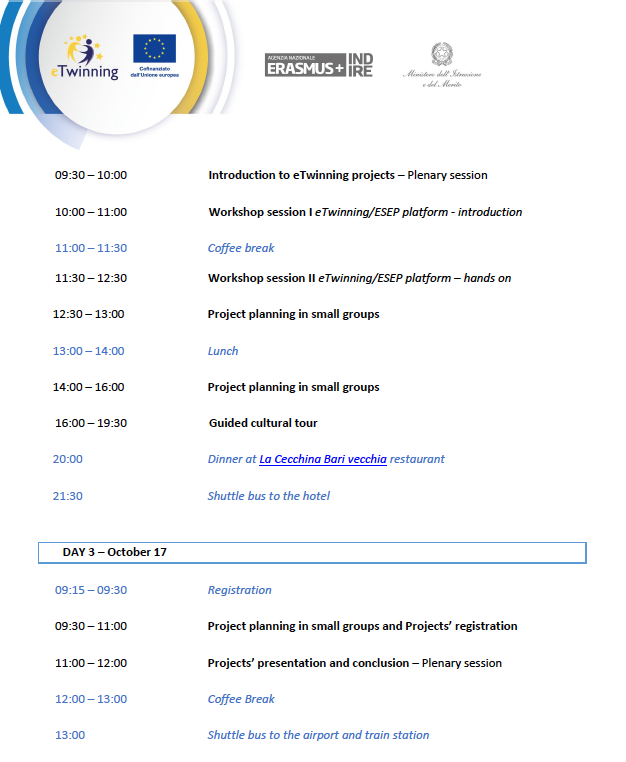 eTwinning
Cofinanziato
dall'Unione europea
AGENZIA NAZIONALE
ERASMUS+ INDIRE
Ministero dell'Istruzione
e del Merito
09:30 – 10:00 Introduction to eTwinning projects – Plenary session
10:00 – 11:00 Workshop session I eTwinning/ESEP platform - introduction
11:00 – 11:30 Coffee break
11:30 – 12:30 Workshop session II eTwinning/ESEP platform – hands on
12:30 – 13:00 Project planning in small groups
13:00 – 14:00 Lunch
14:00 – 16:00 Project planning in small groups
16:00 – 19:30 Guided cultural tour
20:00 Dinner at La Cecchina Bari vecchia restaurant
21:30 Shuttle bus to the hotel
DAY 3 – October 17
09:15 – 09:30 Registration
09:30 – 11:00 Project planning in small groups and Projects' registration
11:00 – 12:00 Projects' presentation and conclusion – Plenary session
12:00 – 13:00 Coffee Break
13:00 Shuttle bus to the airport and train station